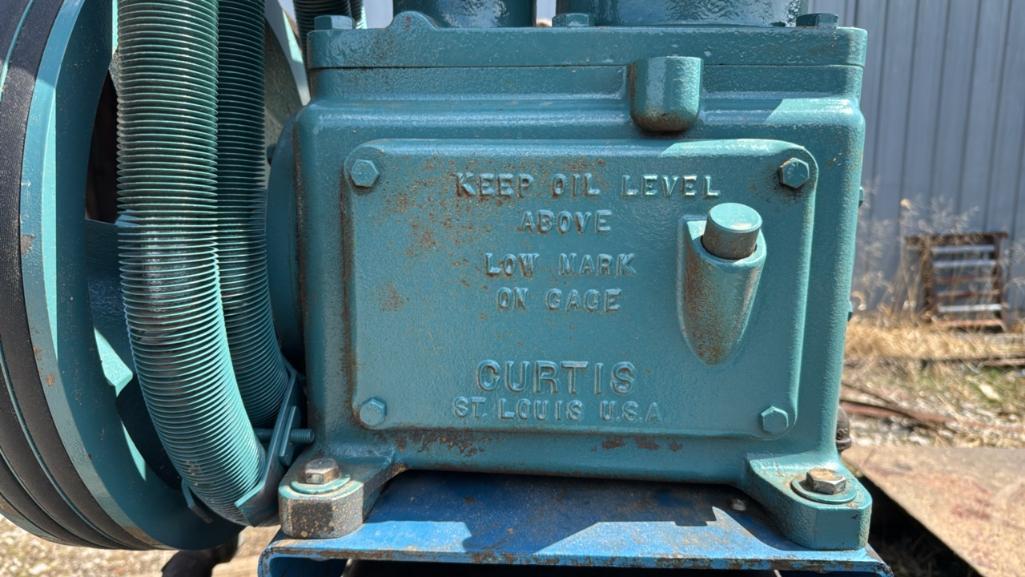 KEEP OIL LEVEL
ABOVE
LOW MARK
ON GAGE
CURTIS
ST. LOUIS U.S.A